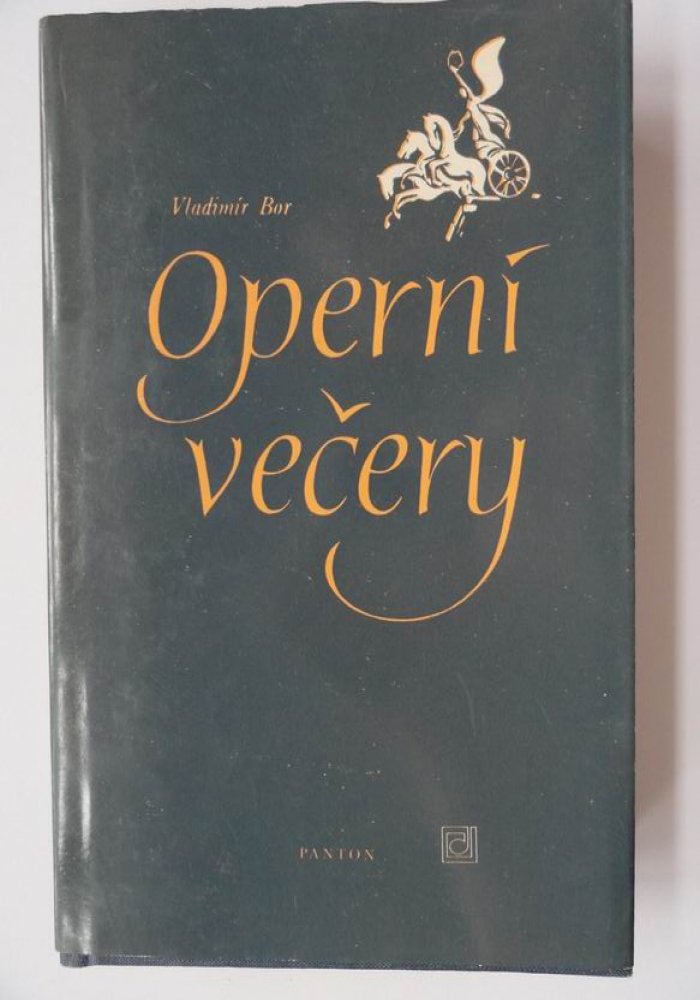 Vladimír Bor
Operní
večery
PANTON